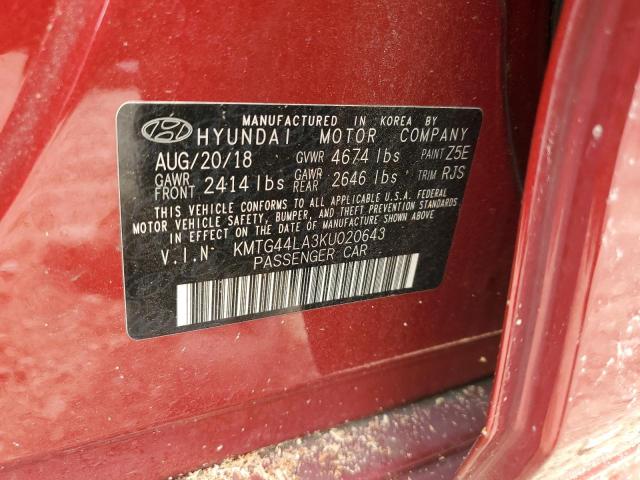 MANUFACTURED IN KOREA BY
HYUNDAI MOTOR COMPANY
AUG/20/18 GVWR 4674 lbs PAINT Z5E
GAWR FRONT 2414 lbs GAWR REAR 2646 lbs TRIM RJS
THIS VEHICLE CONFORMS TO ALL APPLICABLE U.S.A. FEDERAL
MOTOR VEHICLE SAFETY, BUMPER, AND THEFT PREVENTION STANDARDS
IN EFFECT ON THE DATE OF MANUFACTURE SHOWN ABOVE.
V.I.N. KMTG44LA3KU020643
PASSENGER CAR